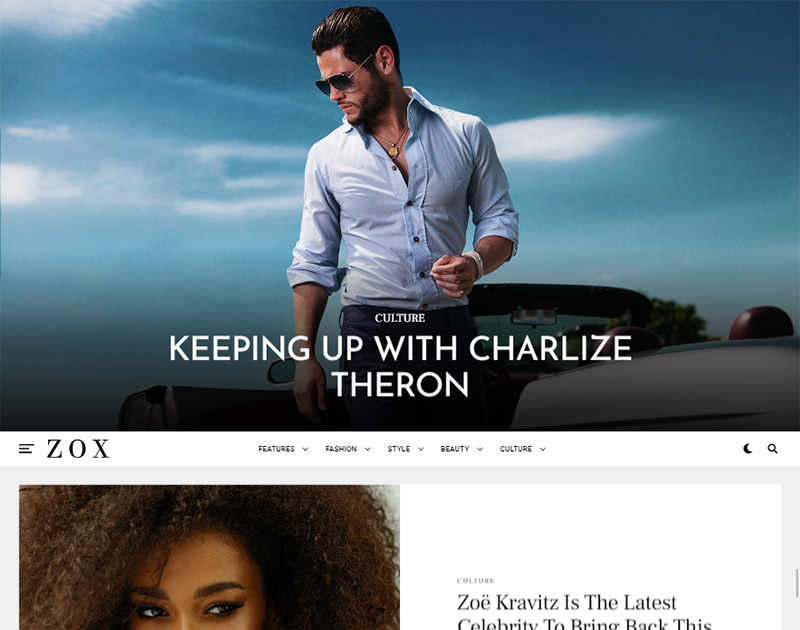 CULTURE
KEEPING UP WITH CHARLIZE
THERON
ZOX
FEATURES
FASHION
STYLE
BEAUTY
CULTURE
CULTURE
Zoë Kravitz Is The Latest
Celebrity To Bring Back This